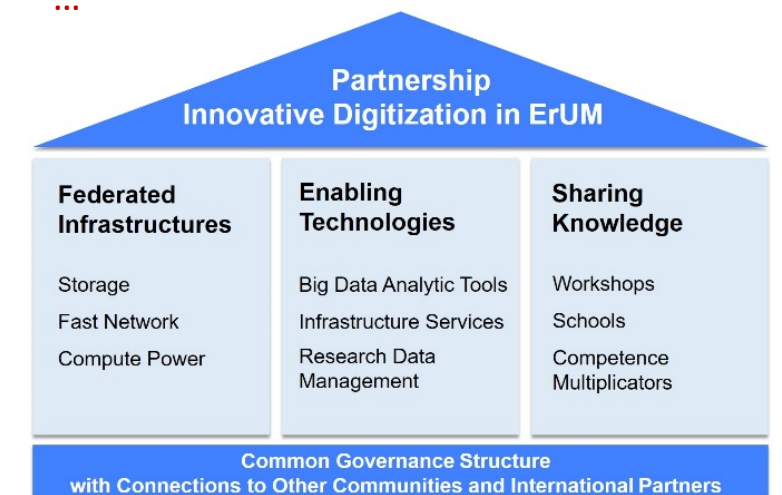 ...
Partnership
Innovative Digitization in ErUM
Federated
Infrastructures
Storage
Fast Network
Compute Power
Enabling
Technologies
Big Data Analytic Tools
Infrastructure Services
Research Data
Management
Sharing
Knowledge
Workshops
Schools
Competence
Multiplicators
Common Governance Structure
with Connections to Other Communities and International Partners